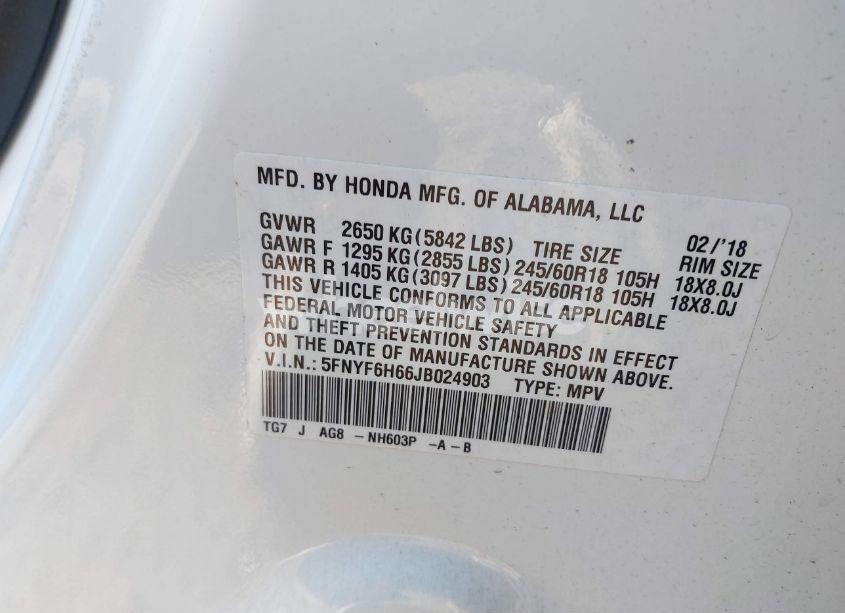 MFD. BY HONDA MFG. OF ALABAMA, LLC
02/'18
GVWR 2650 KG (5842 LBS) TIRE SIZE RIM SIZE
GAWR F 1295 KG (2855 LBS) 245/60R18 105H 18X8.0J
GAWR R 1405 KG (3097 LBS) 245/60R18 105H 18X8.0J
THIS VEHICLE CONFORMS TO ALL APPLICABLE
FEDERAL MOTOR VEHICLE SAFETY
AND THEFT PREVENTION STANDARDS IN EFFECT
ON THE DATE OF MANUFACTURE SHOWN ABOVE.
V.I.N.: 5FNYF6H66JB024903 TYPE: MPV
TG7 J AG8 -NH603P -A-B